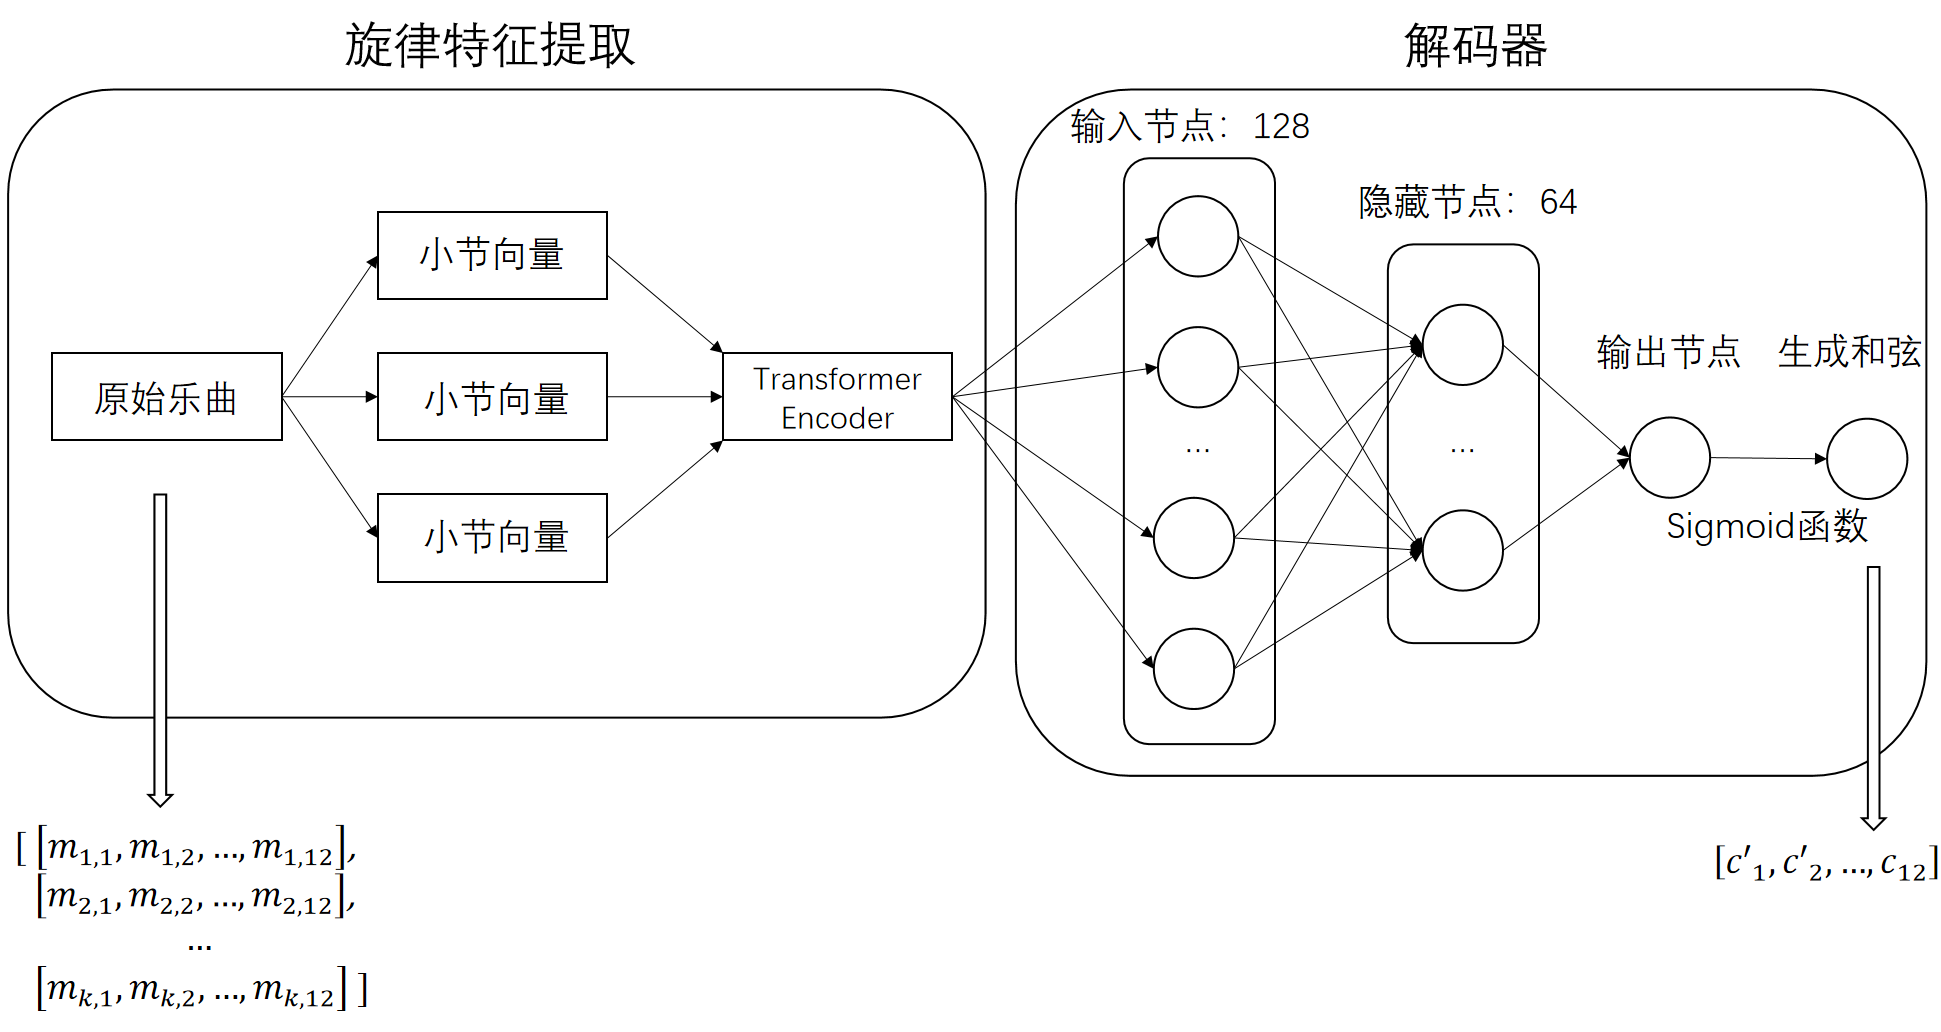 旋律特征提取
解码器
输入节点：128
隐藏节点：64
小节向量
原始乐曲
小节向量
小节向量
Transformer
Encoder
...
...
输出节点
生成和弦
Sigmoid函数
[ [m₁,₁, m₁,₂, ..., m₁,₁₂],
[m₂,₁, m₂,₂, ..., m₂,₁₂],
...
[mₖ,₁, mₖ,₂, ..., mₖ,₁₂] ]
[c′₁, c′₂, ..., c₁₂]